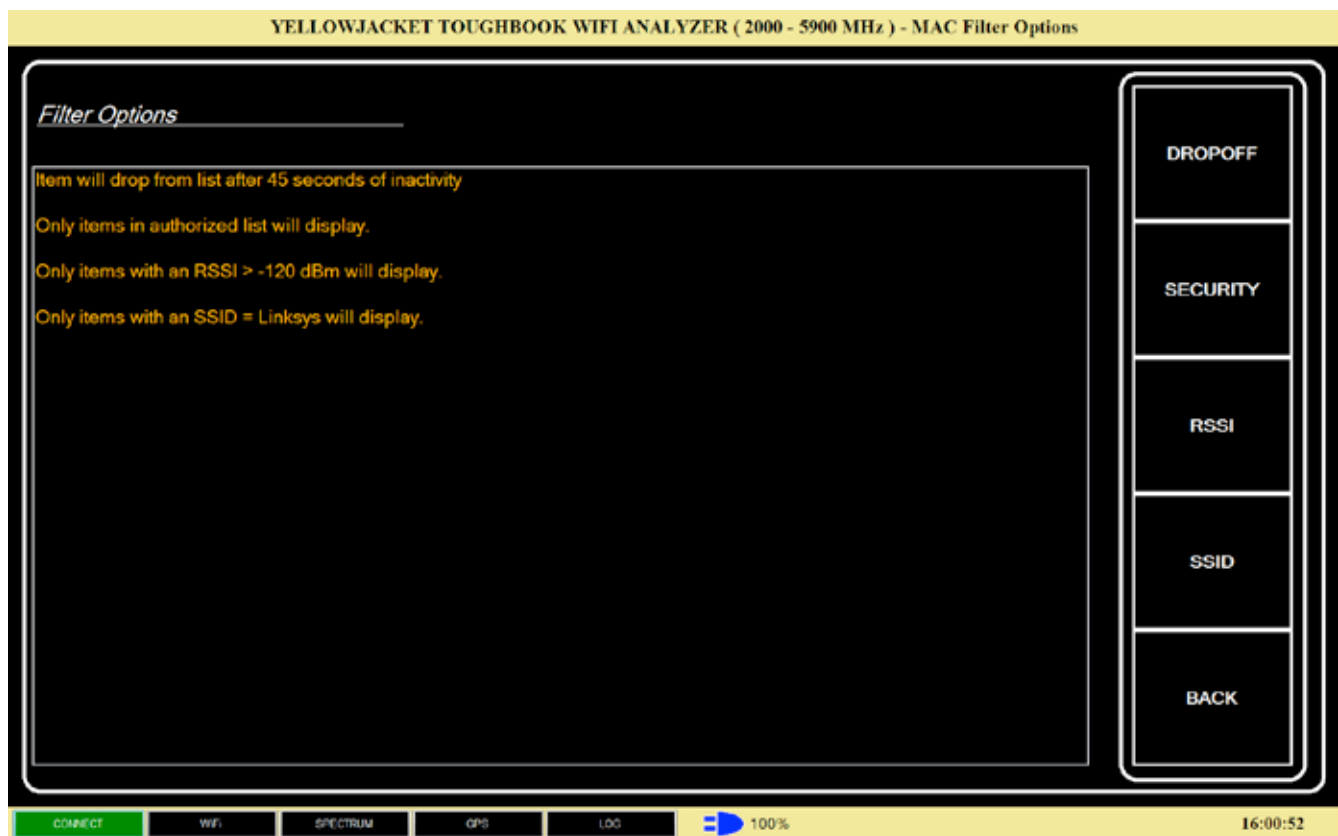 YELLOWJACKET TOUGHBOOK WIFI ANALYZER ( 2000 - 5900 MHz ) - MAC Filter Options
Filter Options
Item will drop from list after 45 seconds of inactivity
Only items in authorized list will display.
Only items with an RSSI > -120 dBm will display.
Only items with an SSID = Linksys will display.
DROPOFF
SECURITY
RSSI
SSID
BACK
CONNECT WiFi SPECTRUM GPS LOG 100% 16:00:52